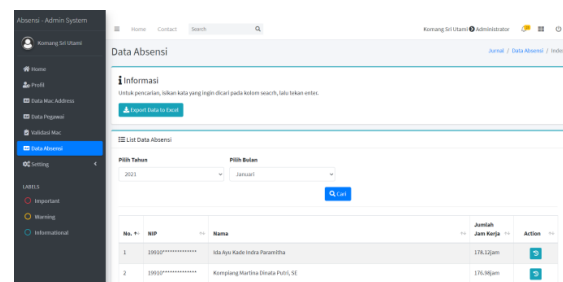 Absensi - Admin System
Home Contact Search
Komang Sri Utami Administrator
Komang Sri Utami
Data Absensi
Jurnal / Data Absensi / Index
Home
Profil
Data Mac Address
Data Pegawai
Validasi Mac
Data Absensi
Setting
LABELS
Important
Warning
Informational
Informasi
Untuk pencarian, isikan kata yang ingin dicari pada kolom search, lalu tekan enter.
Export Data to Excel
List Data Absensi
Pilih Tahun Pilih Bulan
2021 Januari
Cari
No. NIP Nama Jumlah Jam Kerja Action
1 19910************** Ida Ayu Kade Indra Paramitha 178.12jam
2 19910************** Kompiang Martina Dinata Putri, SE 176.98jam